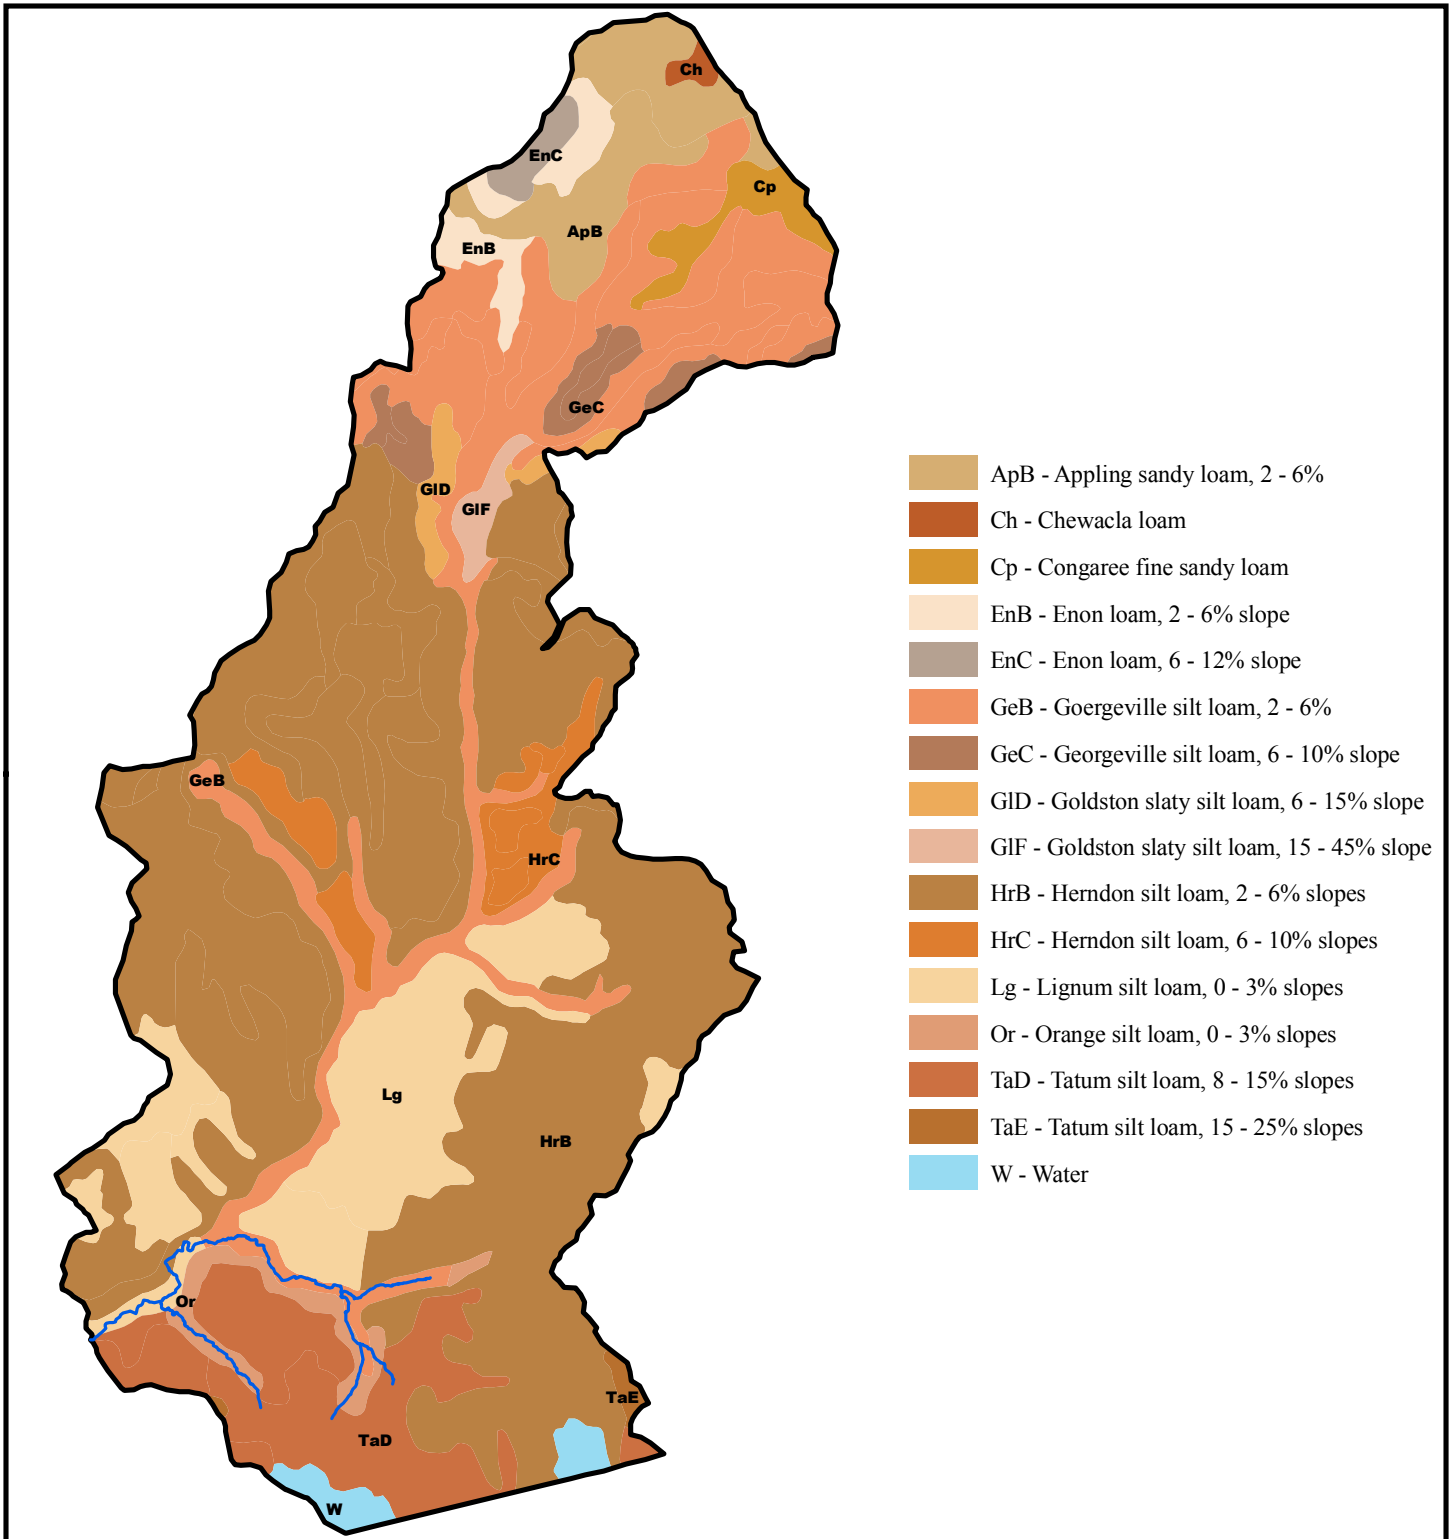 Ch
EnC
Cp
ApB
EnB
GeC
GlD
GlF
GeB
HrC
Lg
HrB
Or
TaE
TaD
W
ApB - Appling sandy loam, 2 - 6%
Ch - Chewacla loam
Cp - Congaree fine sandy loam
EnB - Enon loam, 2 - 6% slope
EnC - Enon loam, 6 - 12% slope
GeB - Goergeville silt loam, 2 - 6%
GeC - Georgeville silt loam, 6 - 10% slope
GlD - Goldston slaty silt loam, 6 - 15% slope
GlF - Goldston slaty silt loam, 15 - 45% slope
HrB - Herndon silt loam, 2 - 6% slopes
HrC - Herndon silt loam, 6 - 10% slopes
Lg - Lignum silt loam, 0 - 3% slopes
Or - Orange silt loam, 0 - 3% slopes
TaD - Tatum silt loam, 8 - 15% slopes
TaE - Tatum silt loam, 15 - 25% slopes
W - Water